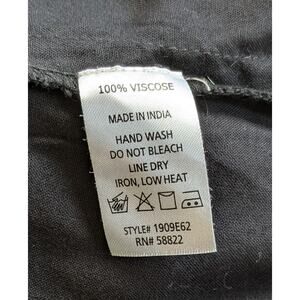 100% VISCOSE
MADE IN INDIA
HAND WASH
DO NOT BLEACH
LINE DRY
IRON, LOW HEAT
STYLE# 1909E62
RN# 58822